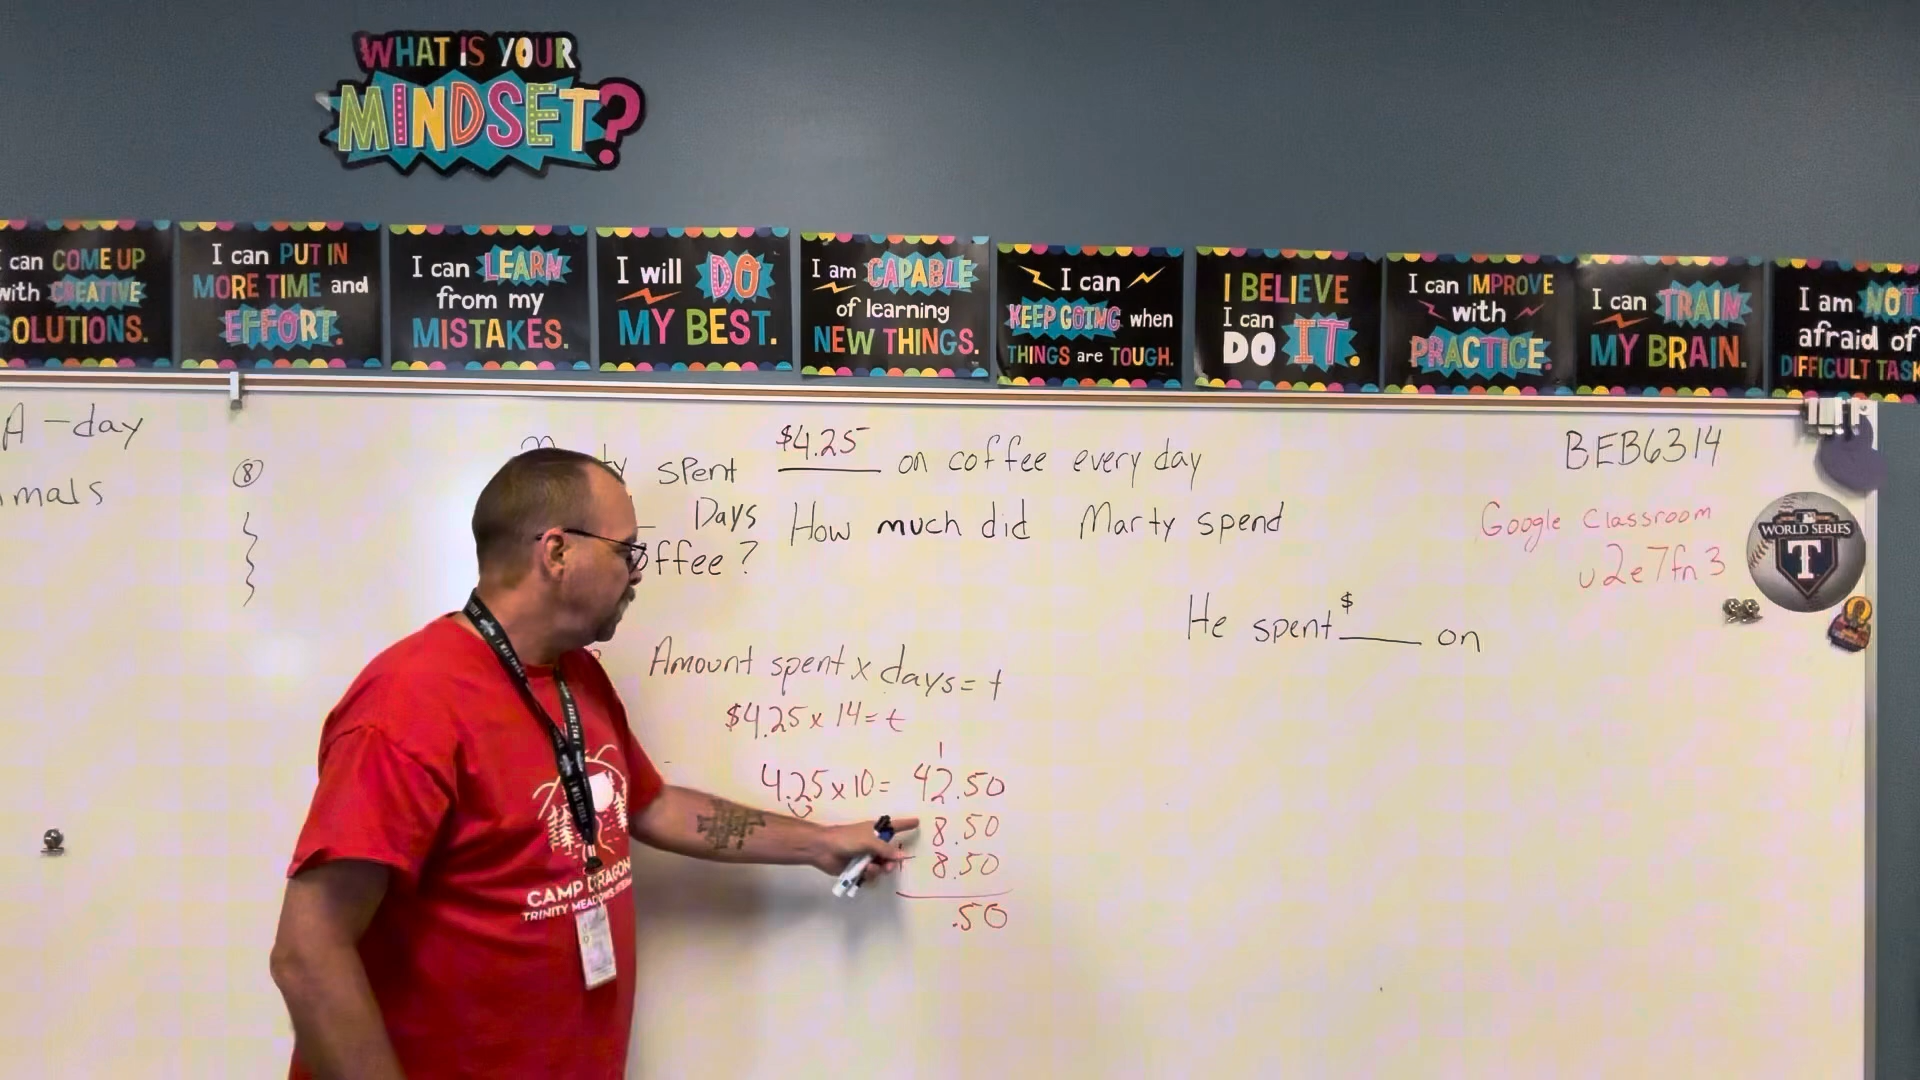 WHAT IS YOUR
MINDSET?
I can COME UP
with CREATIVE
SOLUTIONS.
I can PUT IN
MORE TIME and
EFFORT.
I can LEARN
from my
MISTAKES.
I will DO
MY BEST.
I am CAPABLE
of learning
NEW THINGS.
I can
KEEP GOING when
THINGS are TOUGH.
I BELIEVE
I can
DO IT.
I can IMPROVE
with
PRACTICE.
I can TRAIN
MY BRAIN.
I am NOT
afraid of
DIFFICULT TASK
A-day
mals
8
spent $4.25 on coffee every day
Days How much did Marty spend
offee?
BEB6314
Google Classroom
u2e7fn3
WORLD SERIES
T
He spent $____ on
Amount spent x days = t
$4.25 x 14 = t
1
4.25 x 10 = 42.50
8.50
+ 8.50
.50
CAMP DRAGON
TRINITY MEADOWS